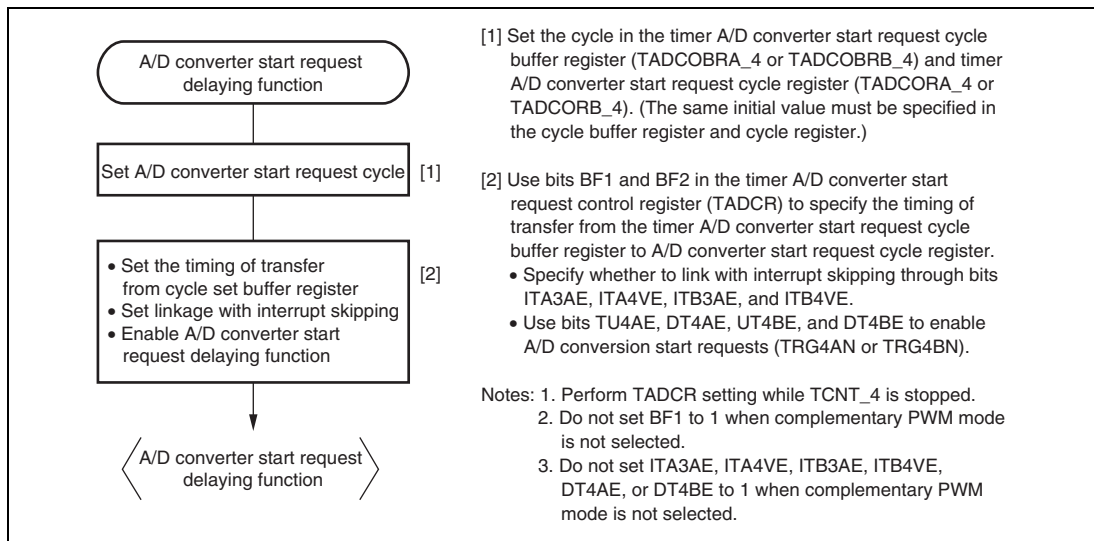 A/D converter start request
delaying function
Set A/D converter start request cycle
[1]
• Set the timing of transfer
from cycle set buffer register
• Set linkage with interrupt skipping
• Enable A/D converter start
request delaying function
[2]
A/D converter start request
delaying function
[1] Set the cycle in the timer A/D converter start request cycle
buffer register (TADCOBRA_4 or TADCOBRB_4) and timer
A/D converter start request cycle register (TADCORA_4 or
TADCORB_4). (The same initial value must be specified in
the cycle buffer register and cycle register.)
[2] Use bits BF1 and BF2 in the timer A/D converter start
request control register (TADCR) to specify the timing of
transfer from the timer A/D converter start request cycle
buffer register to A/D converter start request cycle register.
• Specify whether to link with interrupt skipping through bits
ITA3AE, ITA4VE, ITB3AE, and ITB4VE.
• Use bits TU4AE, DT4AE, UT4BE, and DT4BE to enable
A/D conversion start requests (TRG4AN or TRG4BN).
Notes: 1. Perform TADCR setting while TCNT_4 is stopped.
2. Do not set BF1 to 1 when complementary PWM mode
is not selected.
3. Do not set ITA3AE, ITA4VE, ITB3AE, ITB4VE,
DT4AE, or DT4BE to 1 when complementary PWM
mode is not selected.